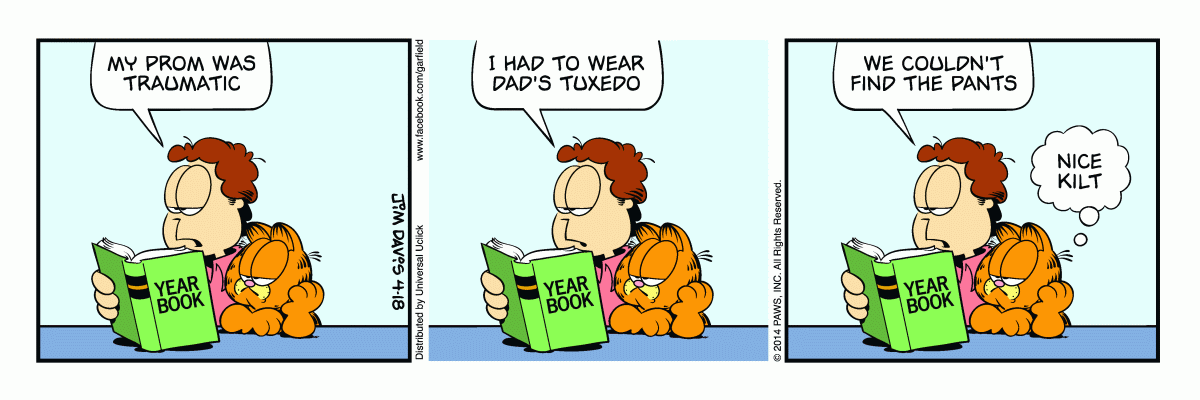 MY PROM WAS
TRAUMATIC
YEAR
BOOK
JIM DAVIS 4-18
www.facebook.com/garfield
Distributed by Universal Uclick
I HAD TO WEAR
DAD'S TUXEDO
YEAR
BOOK
© 2014 PAWS, INC. All Rights Reserved.
WE COULDN'T
FIND THE PANTS
NICE
KILT
YEAR
BOOK